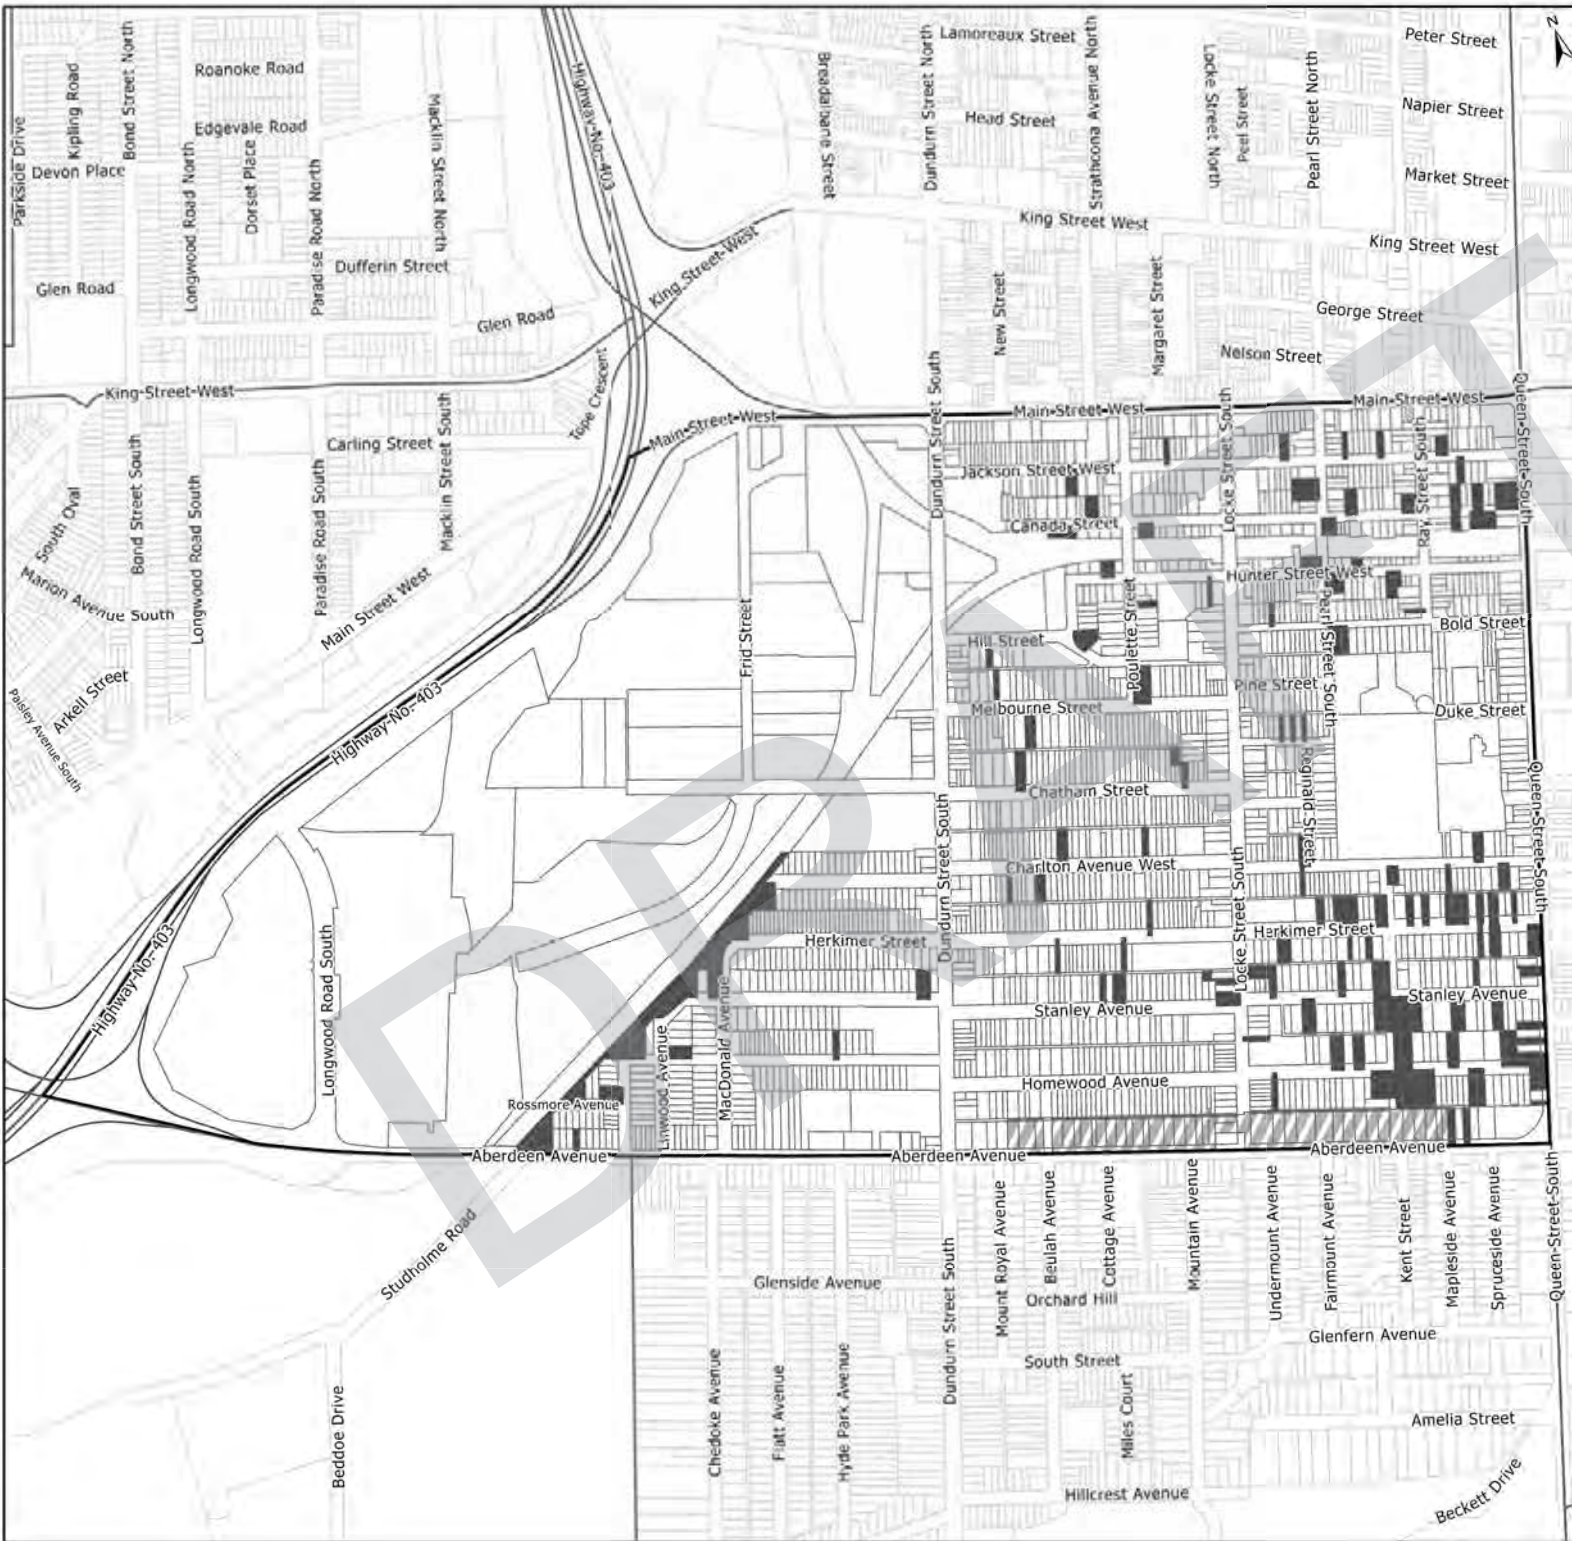 Lamoreaux Street
Peter Street
Roanoke Road
Kipling Road
Bond Street North
Highway-No.-403
Breadalbane Street
Dundurn Street North
Strathcona Avenue North
Locke Street North
Peel Street
Pearl Street North
Napier Street
Edgevale Road
Head Street
Parkside Drive
Devon Place
Longwood Road North
Dorset Place
Paradise Road North
Macklin Street North
Market Street
King Street West
King Street West
King Street-West
Dufferin Street
Glen Road
Glen Road
New Street
Margaret Street
George Street
Nelson Street
Tope Crescent
King-Street-West
Dundurn Street South
Main-Street-West
Main-Street West
Main-Street West
Queen-Street-South
Carling Street
Macklin Street South
Bond Street South
Longwood Road South
Paradise Road South
South Oval
Jackson Street-West
Locke Street South
Ray Street South
Canada-Street
Marion Avenue South
Main Street West
Hunter Street West
Frid Street
Poulette Street
Pearl Street South
Bold Street
Hill Street
Pine Street
Arkell Street
Paisley Avenue South
Highway-No.-403
Melbourne Street
Duke Street
Reginald Street
Chatham Street
Dundurn Street South
Queen-Street-South
Charlton Avenue West
Locke Street South
Herkimer Street
Herkimer Street
Highway-No.-403
Longwood Road South
MacDonald Avenue
Stanley Avenue
Stanley Avenue
Linwood Avenue
Homewood Avenue
Rossmore Avenue
Aberdeen Avenue
Aberdeen Avenue
Aberdeen Avenue
Studholme Road
Mount Royal Avenue
Beulah Avenue
Cottage Avenue
Mountain Avenue
Undermount Avenue
Fairmount Avenue
Kent Street
Mapleside Avenue
Spruceside Avenue
Queen-Street-South
Glenside Avenue
Dundurn Street South
Orchard Hill
Glenfern Avenue
South Street
Beddoe Drive
Chedoke Avenue
Flatt Avenue
Hyde Park Avenue
Miles Court
Amelia Street
Hillcrest Avenue
Beckett Drive
DRAFT
N